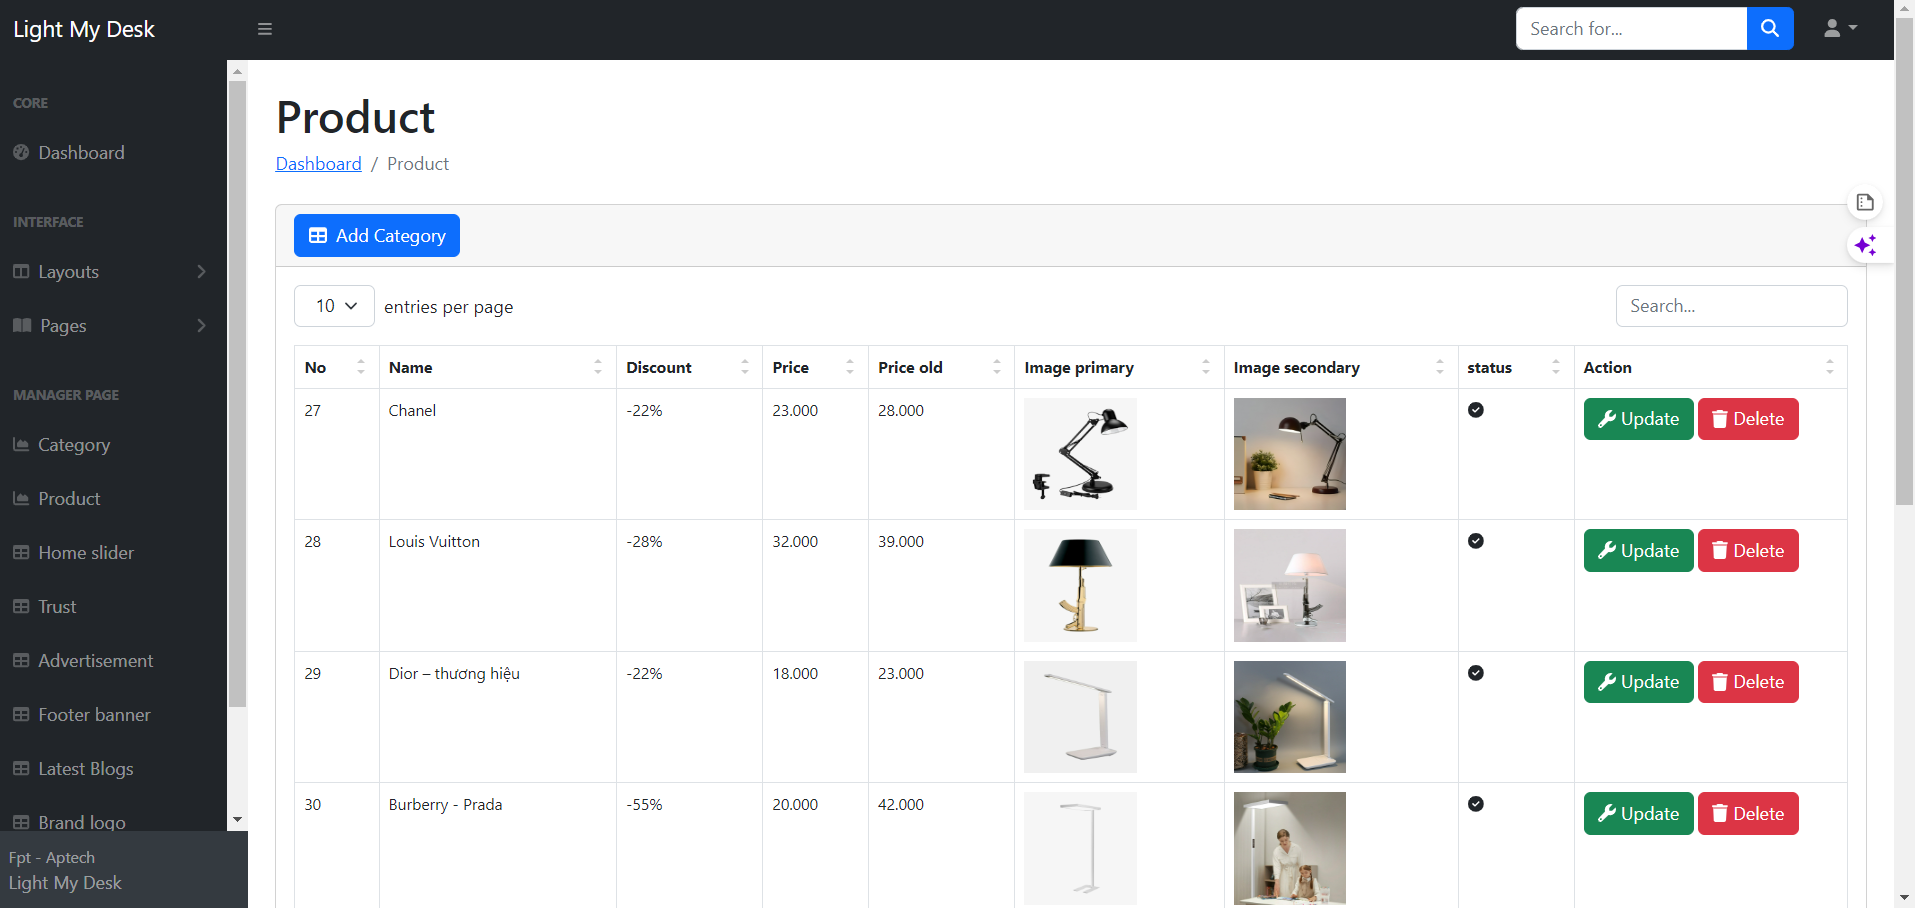 Light My Desk
Search for...
CORE
Dashboard
INTERFACE
Layouts
Pages
MANAGER PAGE
Category
Product
Home slider
Trust
Advertisement
Footer banner
Latest Blogs
Brand logo
Fpt - Aptech
Light My Desk
Product
Dashboard / Product
Add Category
10 entries per page
Search...
No Name Discount Price Price old Image primary Image secondary status Action
27 Chanel -22% 23.000 28.000 Update Delete
28 Louis Vuitton -28% 32.000 39.000 Update Delete
29 Dior – thương hiệu -22% 18.000 23.000 Update Delete
30 Burberry - Prada -55% 20.000 42.000 Update Delete